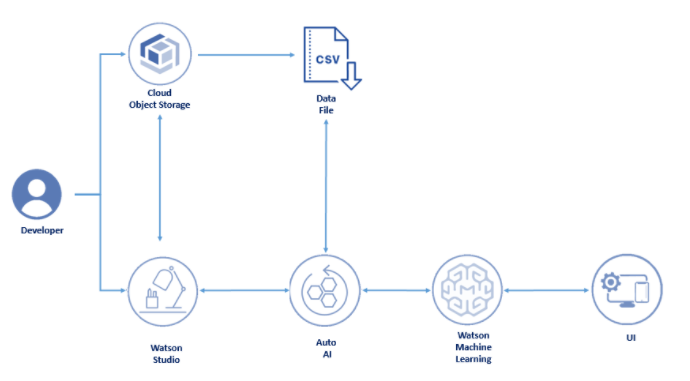 CSV
Cloud
Object Storage
Data
File
Developer
Watson
Studio
Auto
AI
Watson
Machine
Learning
UI